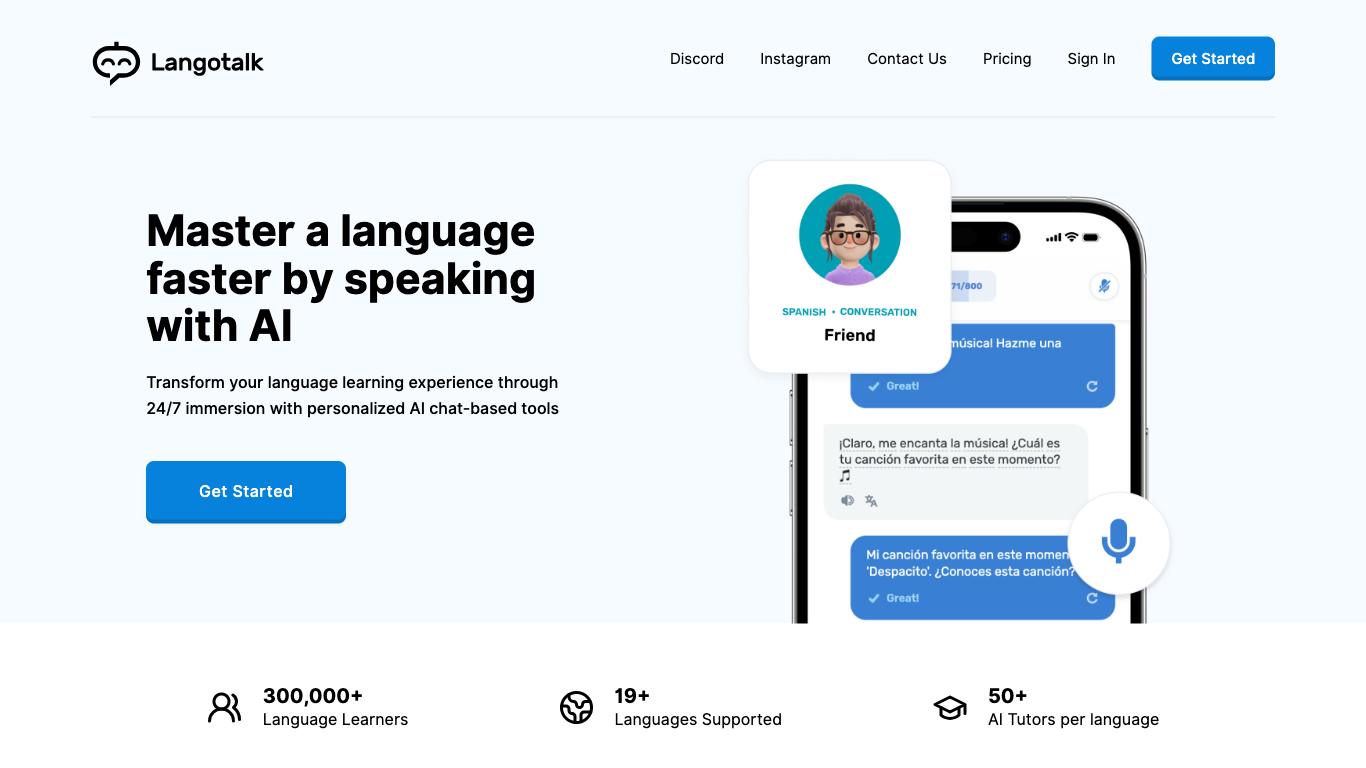 Langotalk
Discord
Instagram
Contact Us
Pricing
Sign In
Get Started
Master a language
faster by speaking
with AI
Transform your language learning experience through
24/7 immersion with personalized AI chat-based tools
Get Started
SPANISH • CONVERSATION
Friend
71/800
música! Hazme una
Great!
¡Claro, me encanta la música! ¿Cuál es
tu canción favorita en este momento?
🎵
Mi canción favorita en este momen
'Despacito'. ¿Conoces esta canción?
Great!
300,000+
Language Learners
19+
Languages Supported
50+
AI Tutors per language